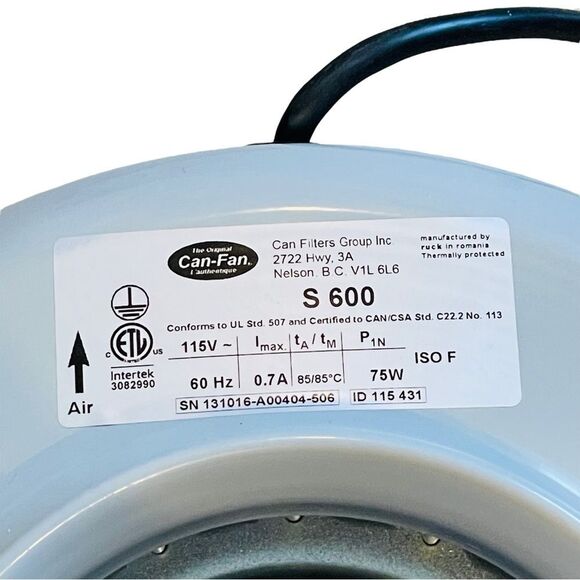 The Original
Can-Fan
L'authentique
Can Filters Group Inc.
2722 Hwy, 3A
Nelson, B.C. V1L 6L6
manufactured by
ruck in romania
Thermally protected
S 600
Conforms to UL Std. 507 and Certified to CAN/CSA Std. C22.2 No. 113
C ETL US
LISTED
Intertek
3082990
Air
115V ~ Imax. tA / tM P1N
60 Hz 0.7A 85/85°C 75W
ISO F
SN 131016-A00404-506 ID 115 431